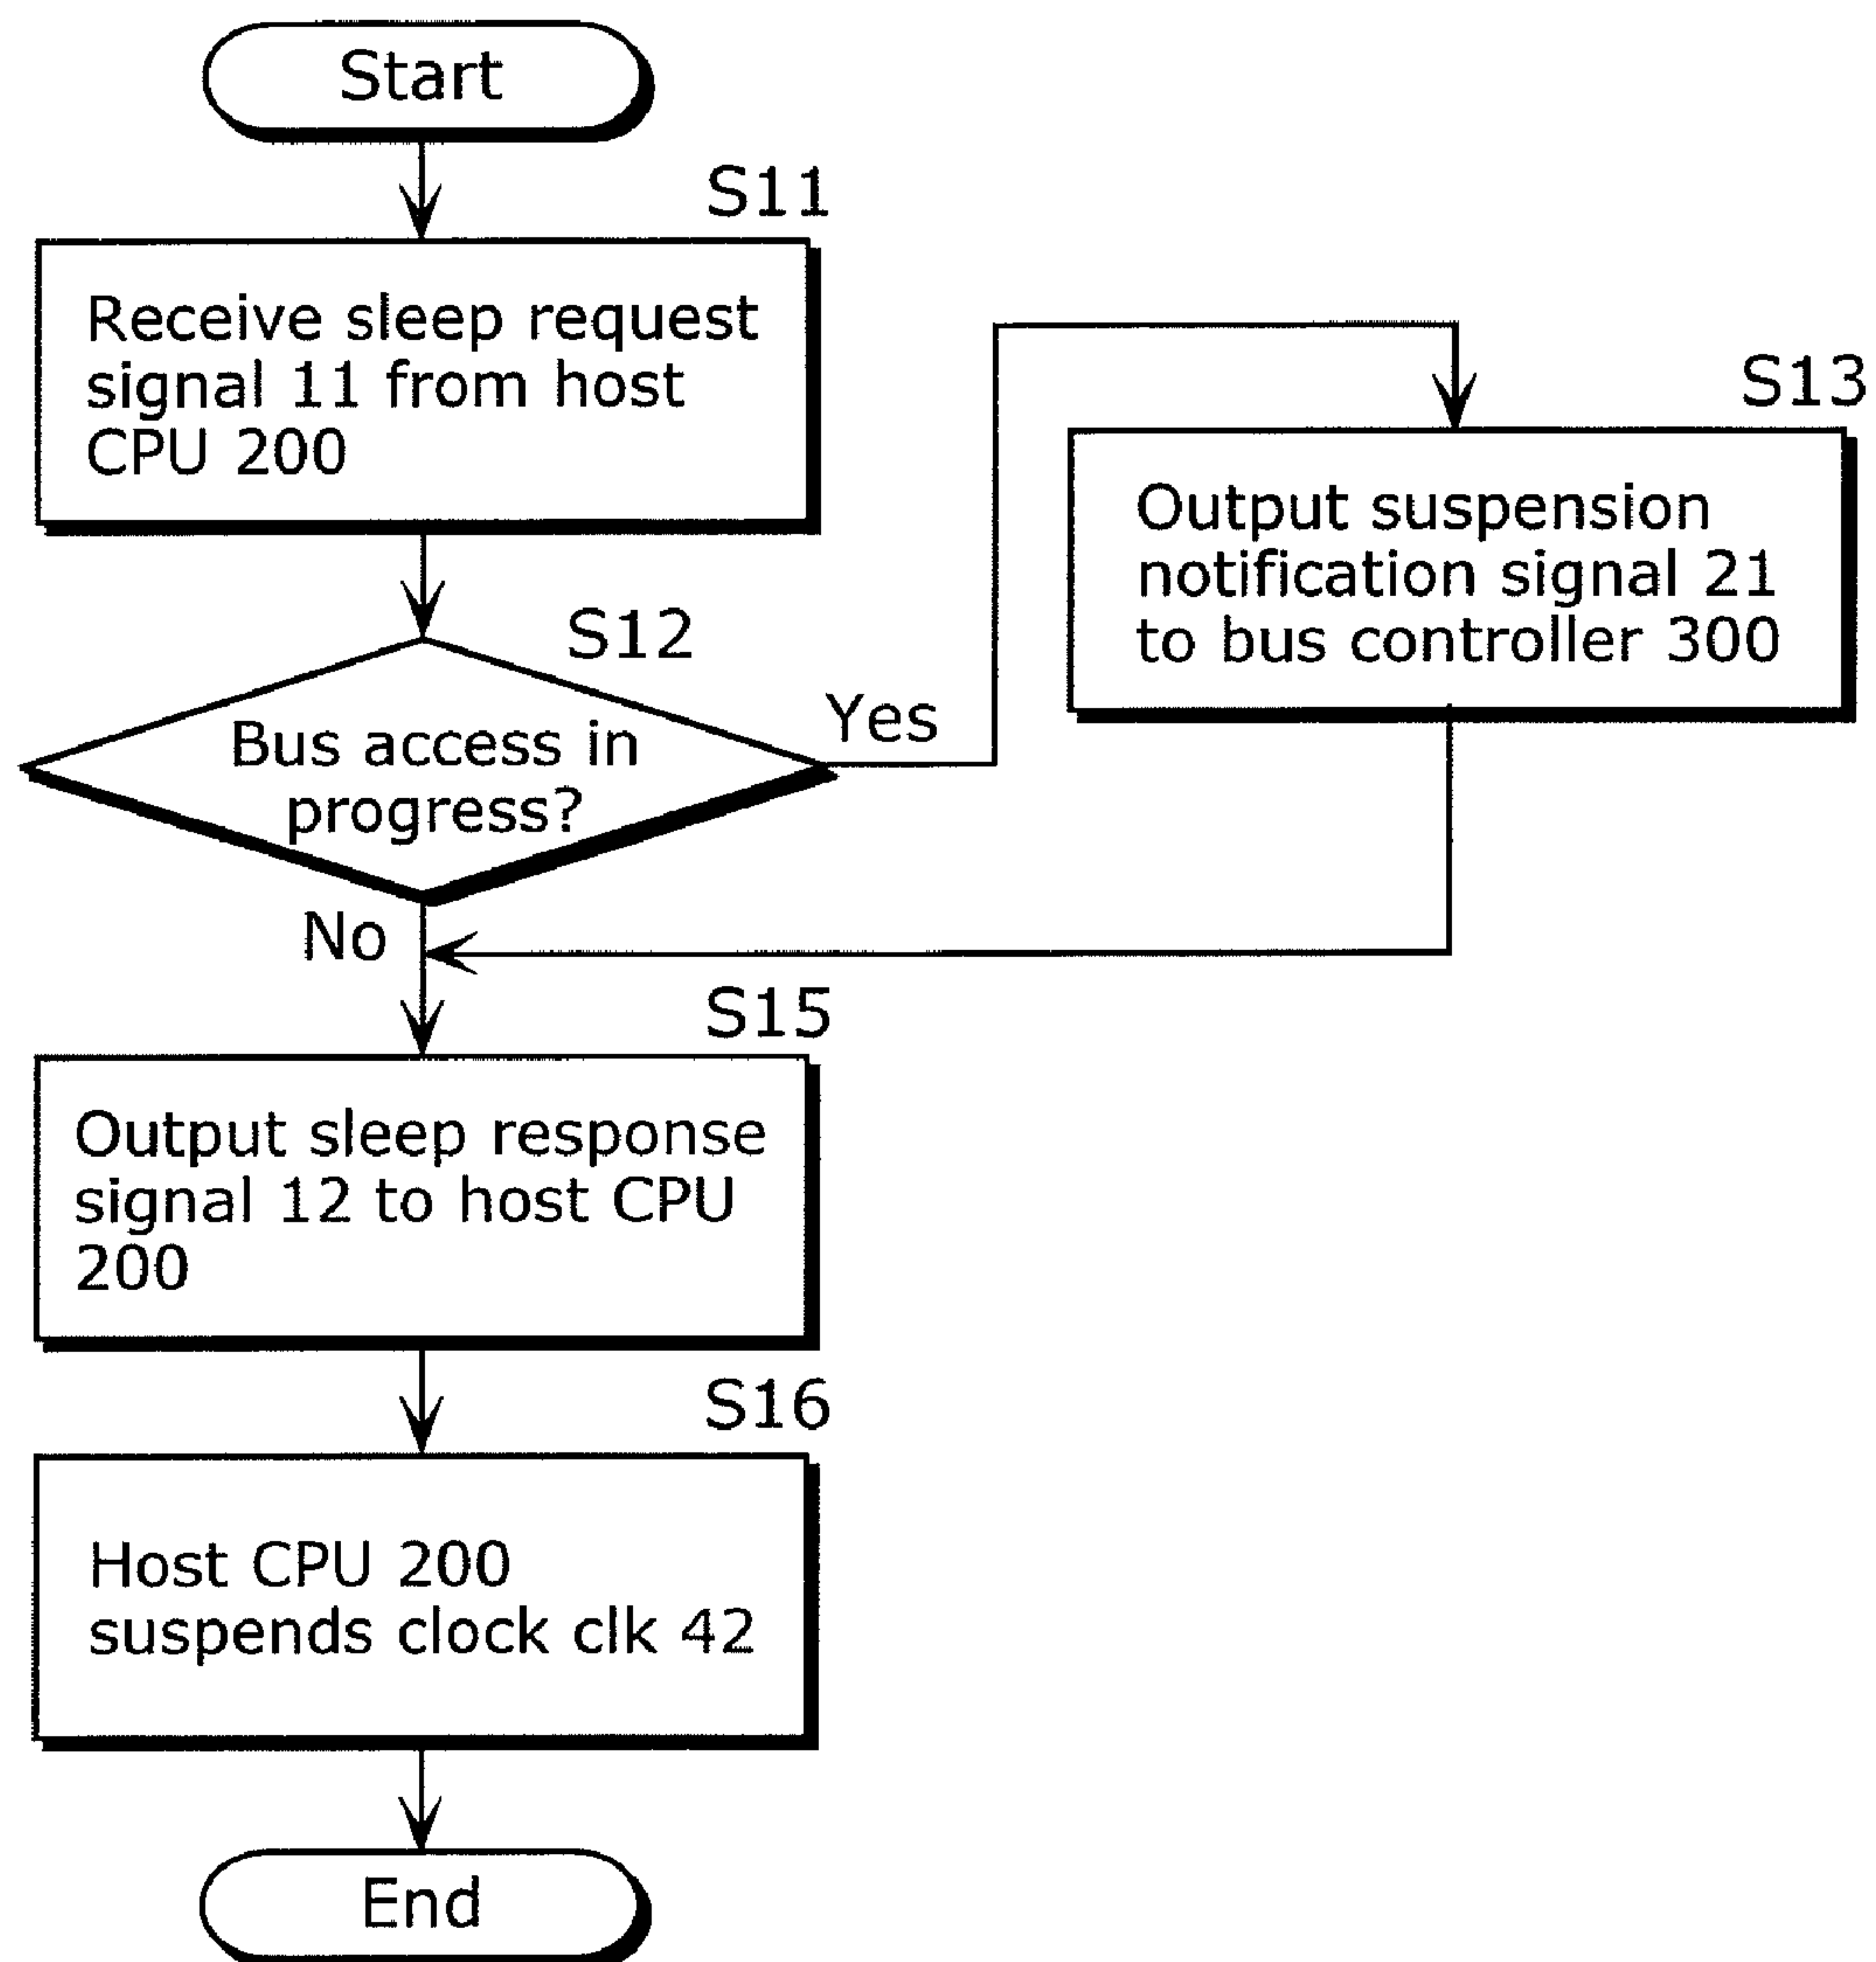 Start
S11
Receive sleep request
signal 11 from host
CPU 200
S12
Bus access in
progress?
Yes
No
S13
Output suspension
notification signal 21
to bus controller 300
S15
Output sleep response
signal 12 to host CPU
200
S16
Host CPU 200
suspends clock clk 42
End